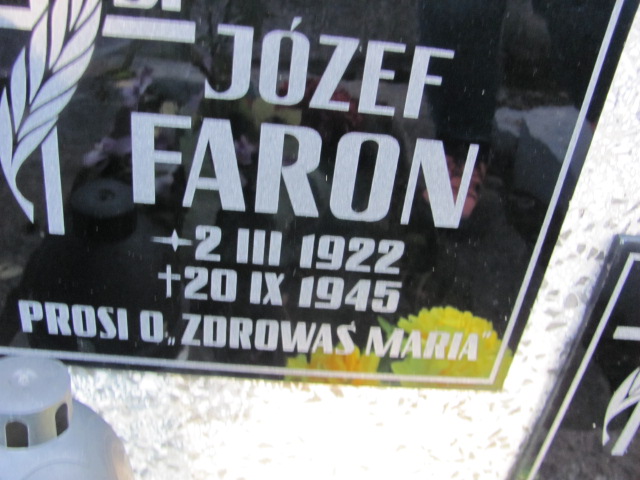 JÓZEF
FARON
2 III 1922
†20 IX 1945
PROSI O „ZDROWAŚ MARIA"